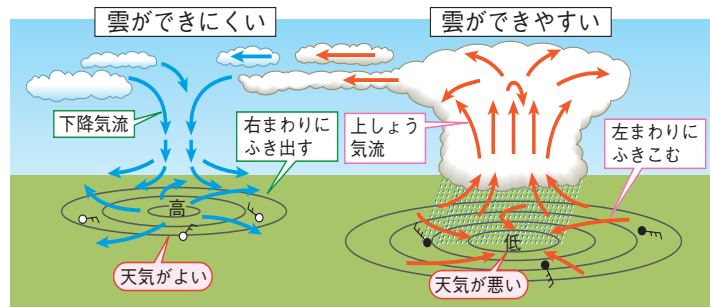 雲ができにくい
雲ができやすい
下降気流
右まわりに
ふき出す
上しょう
気流
左まわりに
ふきこむ
高
低
天気がよい
天気が悪い